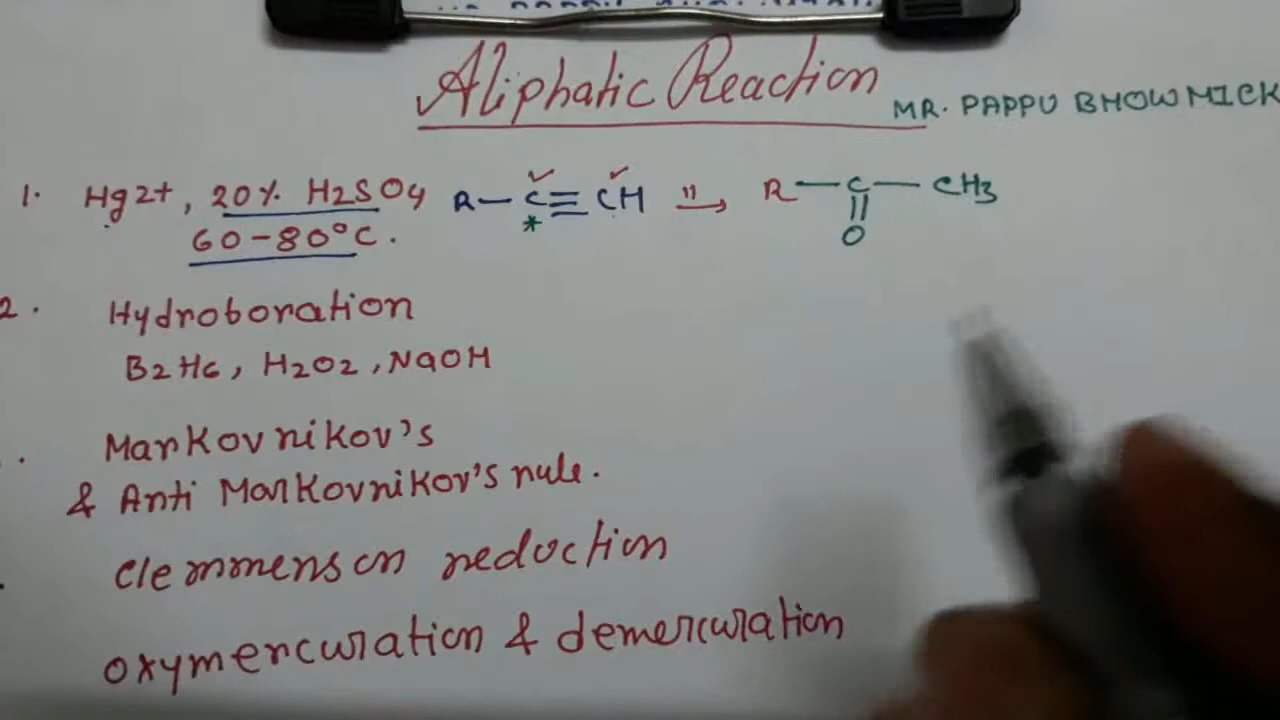 Aliphatic Reaction
MR. PAPPU BHOWMICK
1. Hg2+, 20% H2SO4 R-C≡CH "→ R-C-CH3
* || 
60-80°C. O
2. Hydroboration
B2H6, H2O2, NaOH
Markovnikov's
& Anti Markovnikov's rule.
Clemmenson reduction
oxymercuration & demercuration